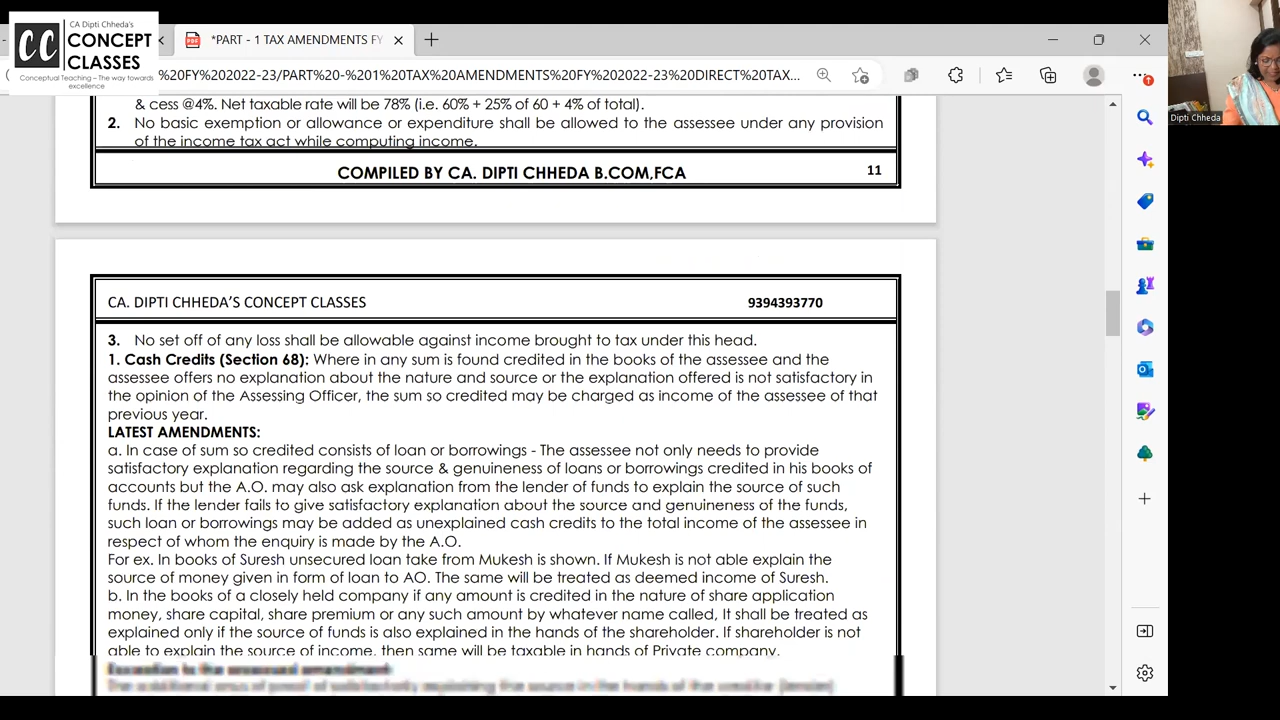 CA Dipti Chheda's
CC
CONCEPT
CLASSES
Conceptual Teaching – The way towards
excellence
*PART - 1 TAX AMENDMENTS FY
%20FY%202022-23/PART%20-%201%20TAX%20AMENDMENTS%20FY%202022-23%20DIRECT%20TAX...
Dipti Chheda
& cess @4%. Net taxable rate will be 78% (i.e. 60% + 25% of 60 + 4% of total).
2. No basic exemption or allowance or expenditure shall be allowed to the assessee under any provision
of the income tax act while computing income.
COMPILED BY CA. DIPTI CHHEDA B.COM,FCA 11
CA. DIPTI CHHEDA'S CONCEPT CLASSES 9394393770
3. No set off of any loss shall be allowable against income brought to tax under this head.
1. Cash Credits (Section 68): Where in any sum is found credited in the books of the assessee and the
assessee offers no explanation about the nature and source or the explanation offered is not satisfactory in
the opinion of the Assessing Officer, the sum so credited may be charged as income of the assessee of that
previous year.
LATEST AMENDMENTS:
a. In case of sum so credited consists of loan or borrowings - The assessee not only needs to provide
satisfactory explanation regarding the source & genuineness of loans or borrowings credited in his books of
accounts but the A.O. may also ask explanation from the lender of funds to explain the source of such
funds. If the lender fails to give satisfactory explanation about the source and genuineness of the funds,
such loan or borrowings may be added as unexplained cash credits to the total income of the assessee in
respect of whom the enquiry is made by the A.O.
For ex. In books of Suresh unsecured loan take from Mukesh is shown. If Mukesh is not able explain the
source of money given in form of loan to AO. The same will be treated as deemed income of Suresh.
b. In the books of a closely held company if any amount is credited in the nature of share application
money, share capital, share premium or any such amount by whatever name called, It shall be treated as
explained only if the source of funds is also explained in the hands of the shareholder. If shareholder is not
able to explain the source of income, then same will be taxable in hands of Private company.